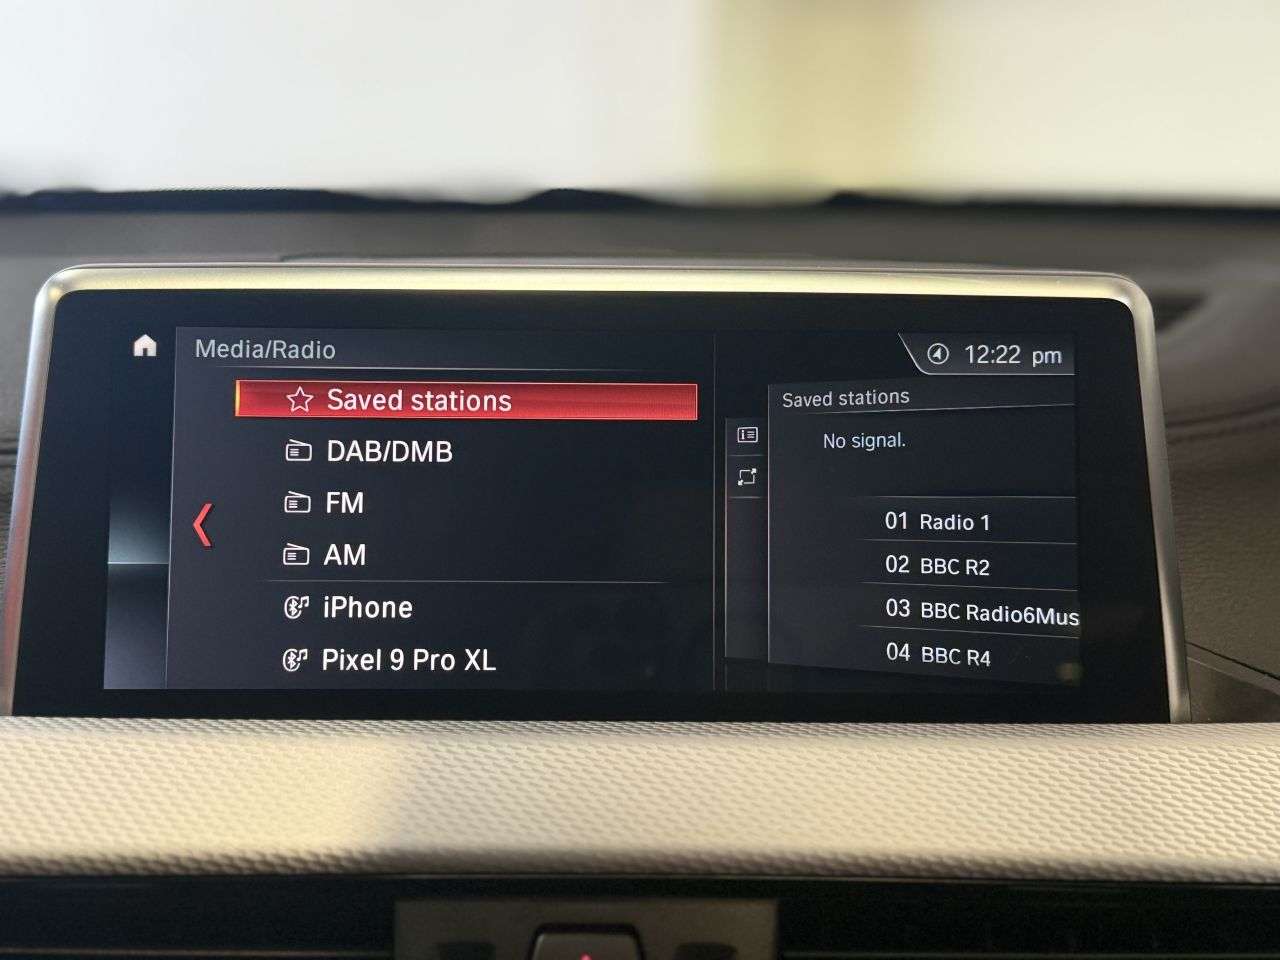 Media/Radio
12:22 pm
Saved stations
DAB/DMB
FM
AM
iPhone
Pixel 9 Pro XL
Saved stations
No signal.
01 Radio 1
02 BBC R2
03 BBC Radio6Mus
04 BBC R4